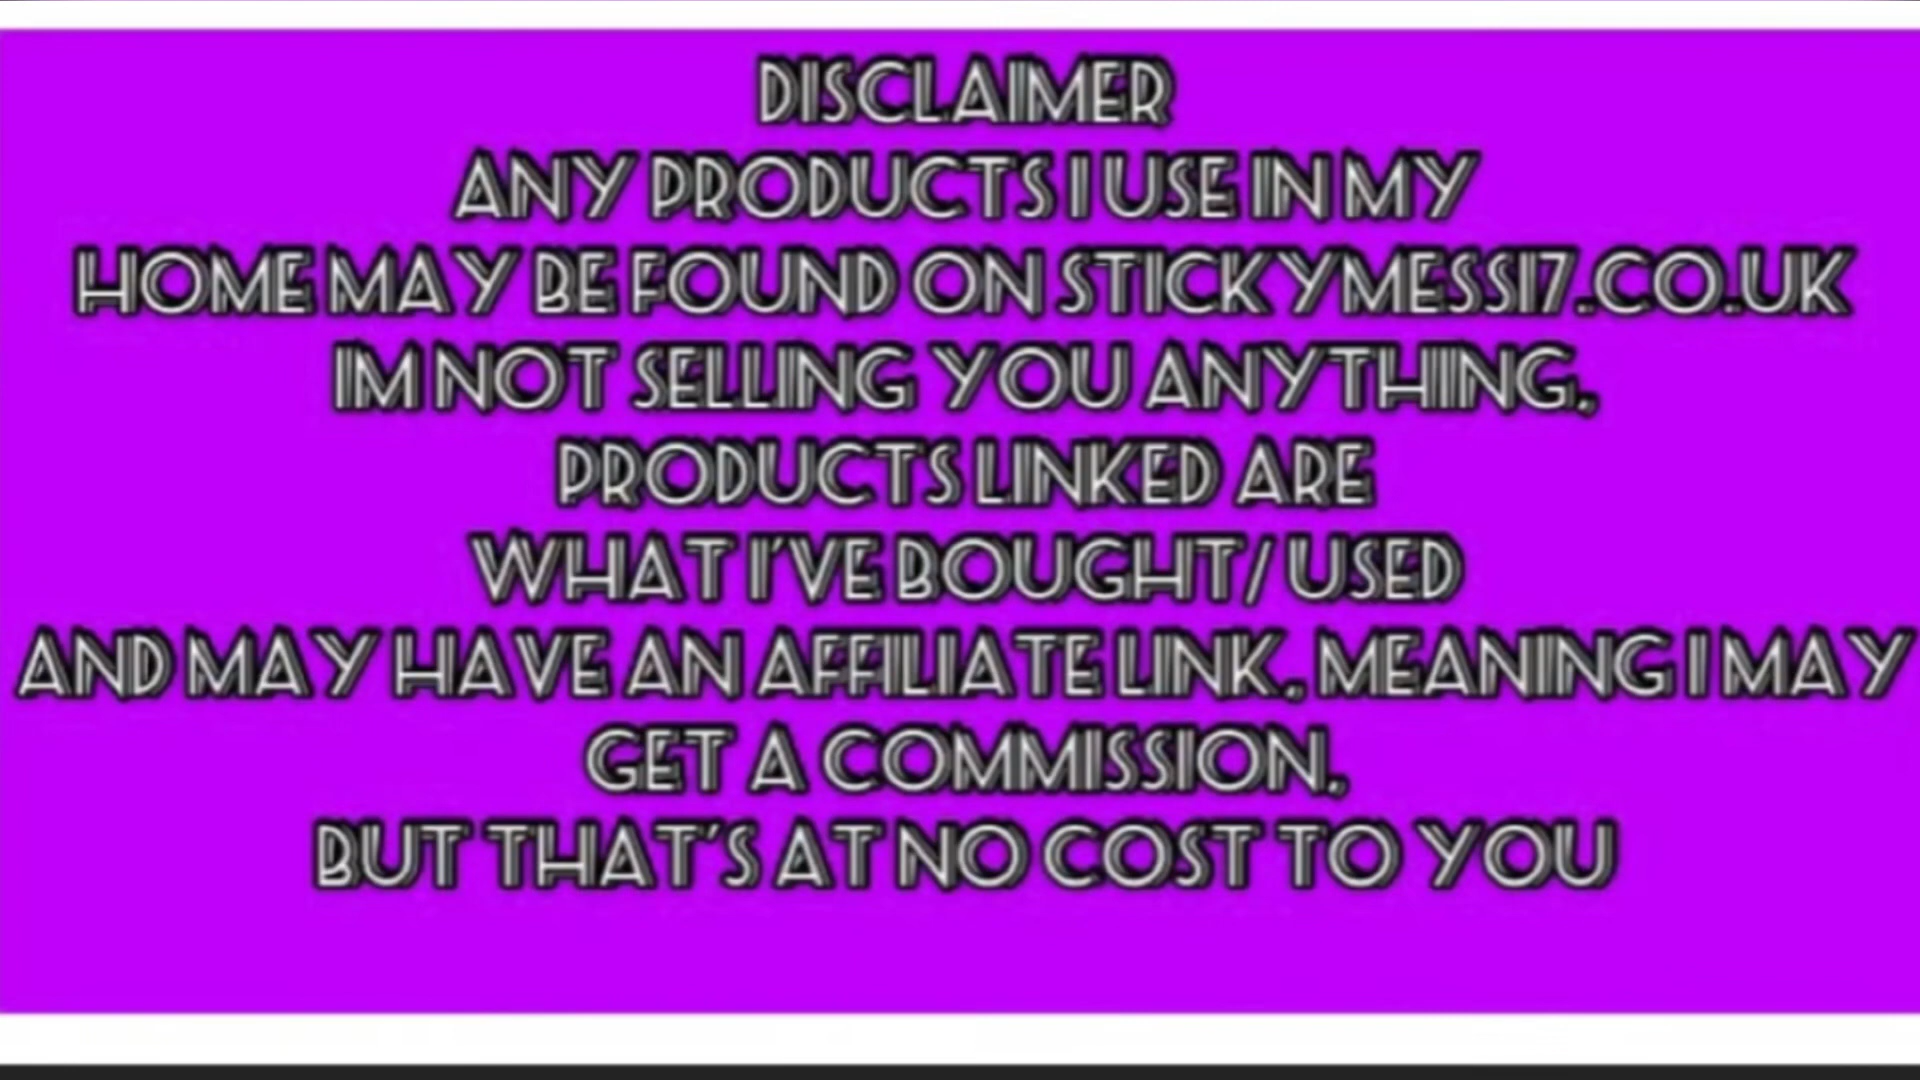 DISCLAIMER
ANY PRODUCTS I USE IN MY
HOME MAY BE FOUND ON STICKYMESS17.CO.UK
IM NOT SELLING YOU ANYTHING,
PRODUCTS LINKED ARE
WHAT I'VE BOUGHT/ USED
AND MAY HAVE AN AFFILIATE LINK, MEANING I MAY
GET A COMMISSION,
BUT THAT'S AT NO COST TO YOU